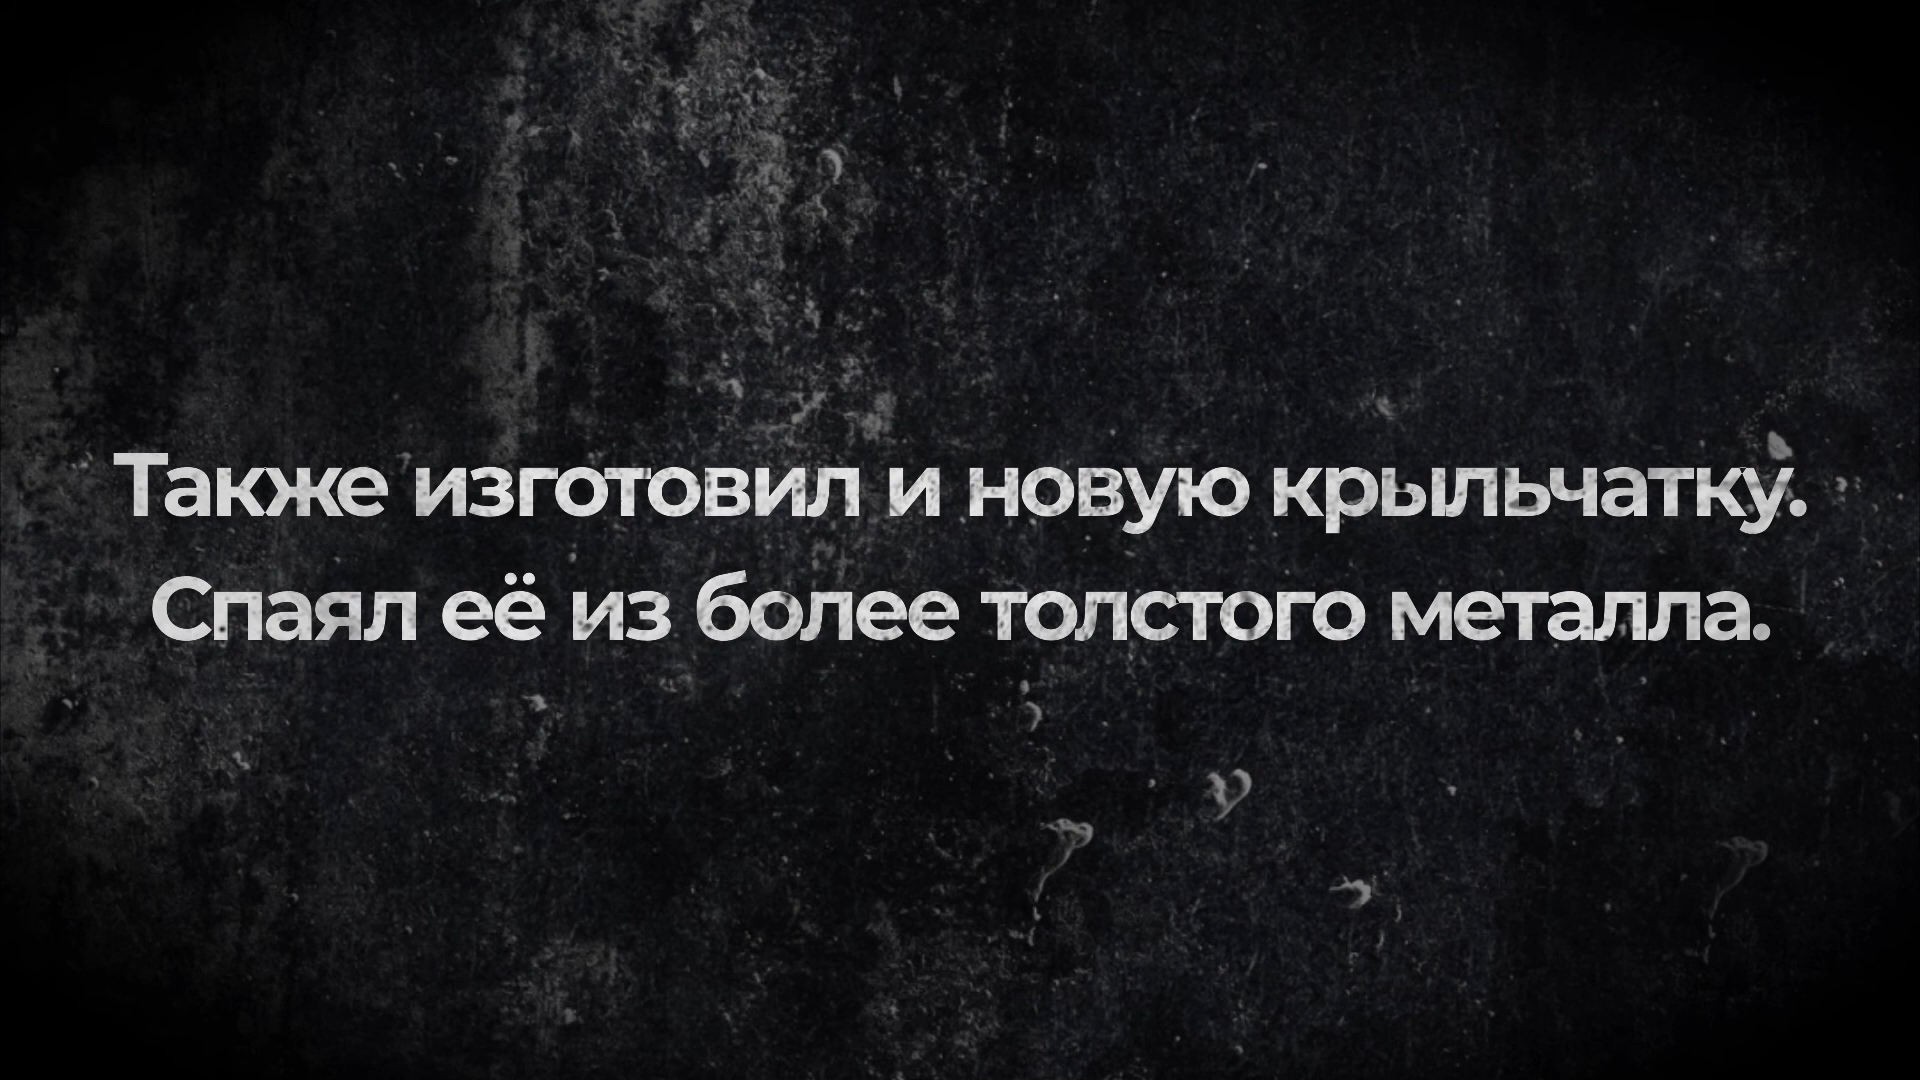 Также изготовил и новую крыльчатку.
Спаял её из более толстого металла.